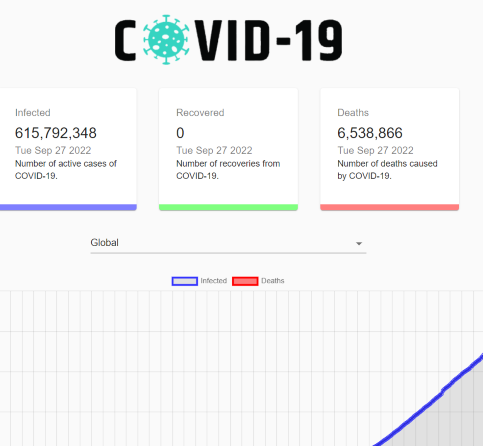 COVID-19
Infected
615,792,348
Tue Sep 27 2022
Number of active cases of
COVID-19.
Recovered
0
Tue Sep 27 2022
Number of recoveries from
COVID-19.
Deaths
6,538,866
Tue Sep 27 2022
Number of deaths caused
by COVID-19.
Global
Infected Deaths